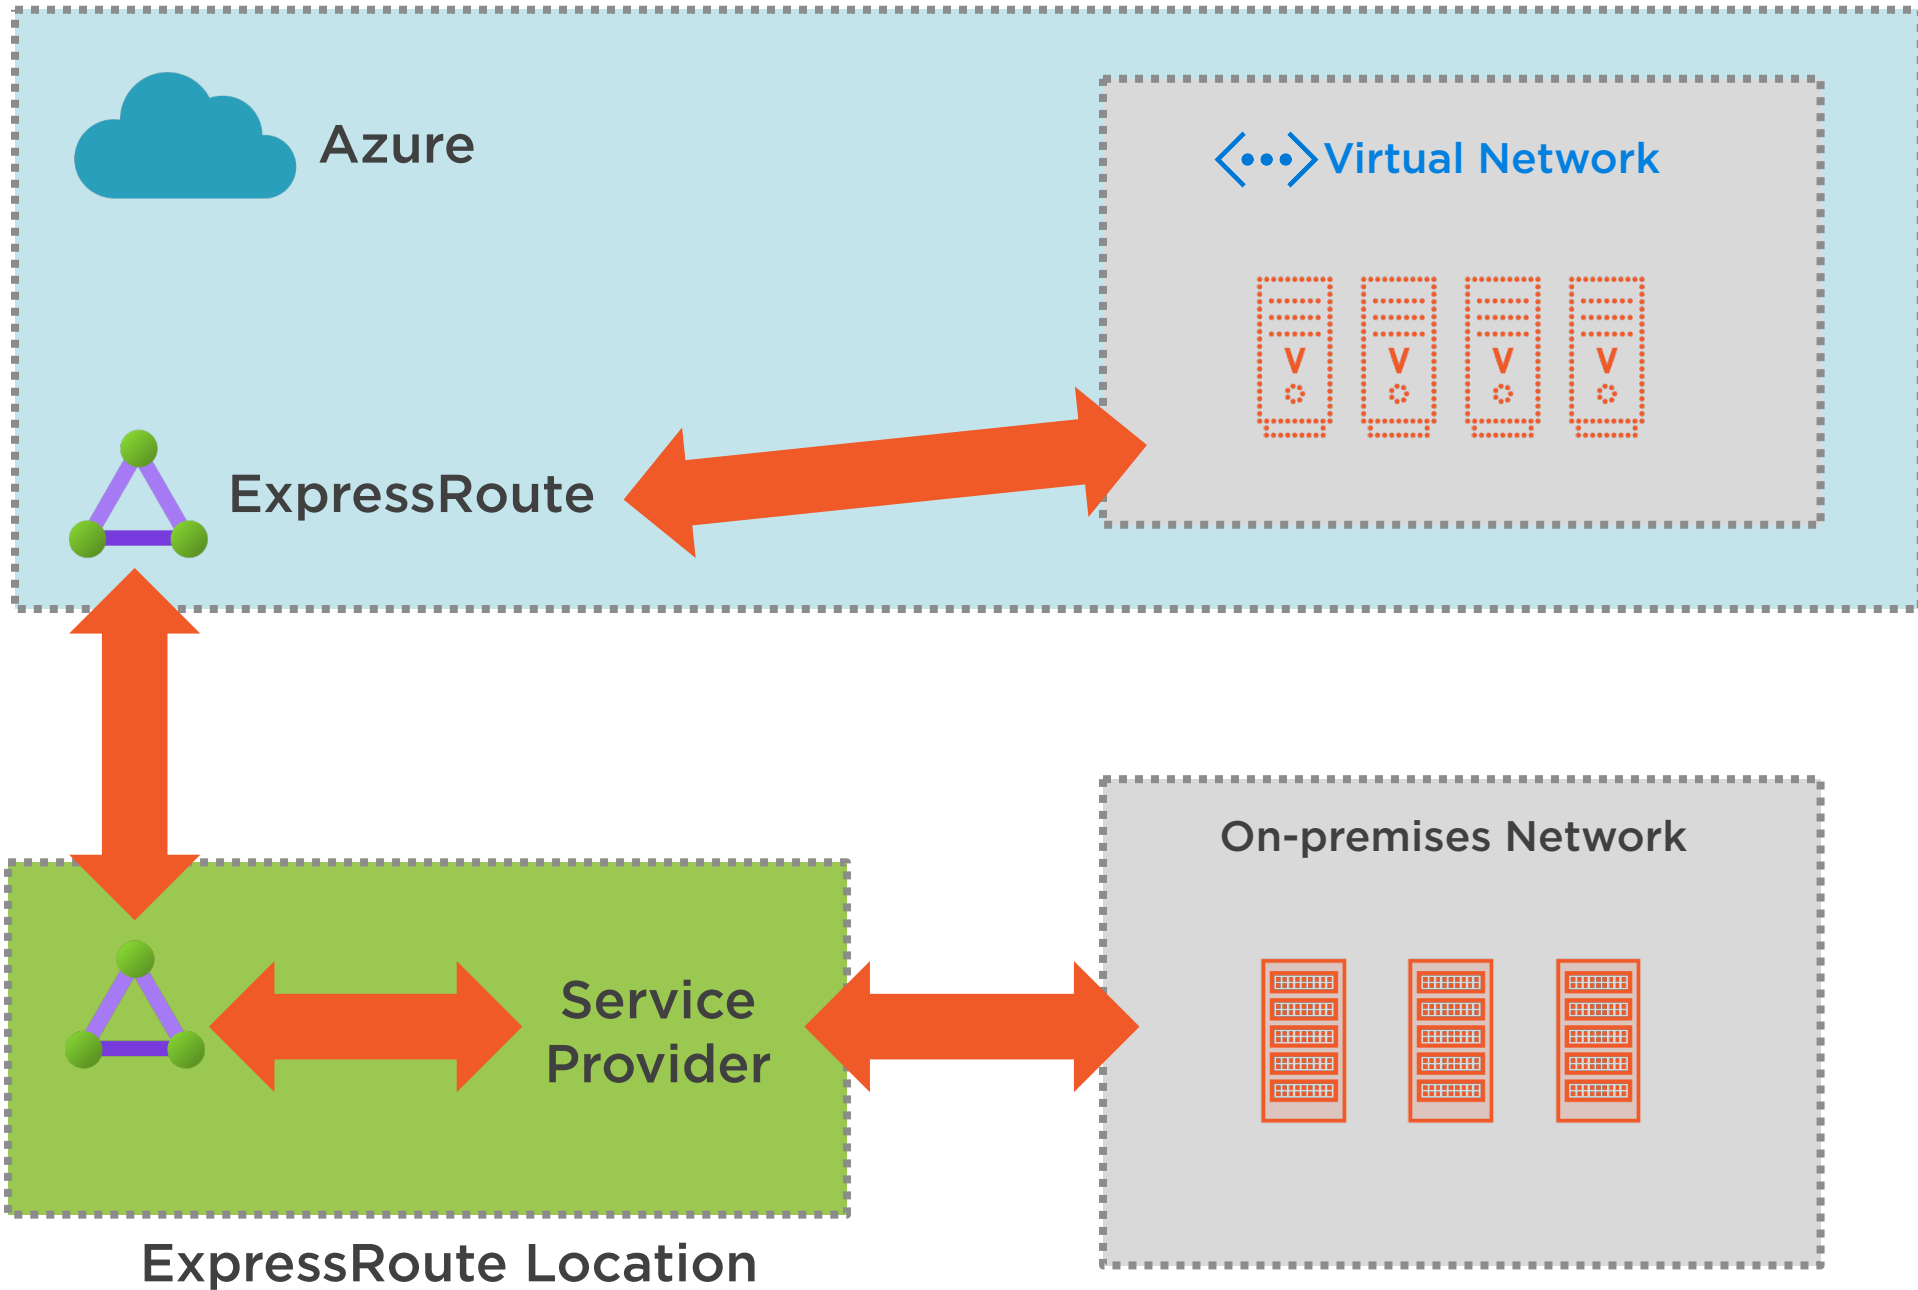 Azure
Virtual Network
V V V V
ExpressRoute
On-premises Network
Service
Provider
ExpressRoute Location